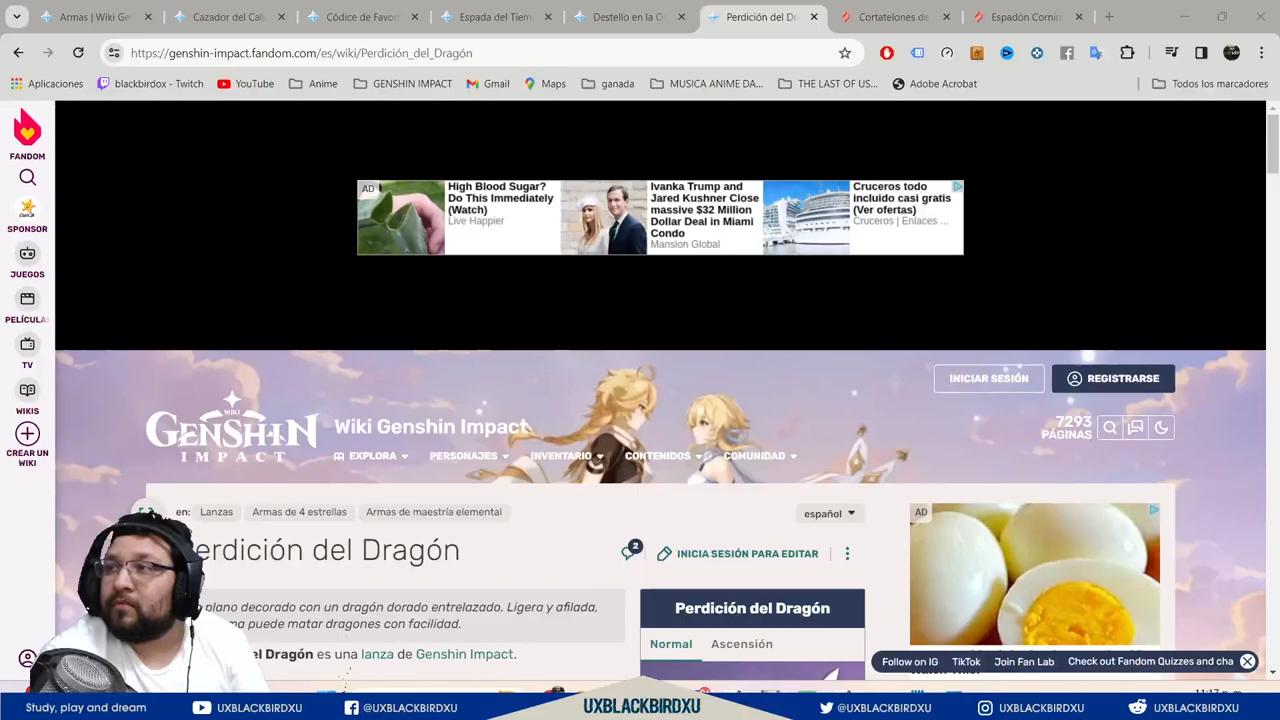 Armas | Wiki Gen
Cazador del Call
Códice de Favor
Espada del Tiem
Destello en la O
Perdición del Dr
Cortatelones de
Espadón Cornin
https://genshin-impact.fandom.com/es/wiki/Perdición_del_Dragón
Aplicaciones
blackbirdox - Twitch
YouTube
Anime
GENSHIN IMPACT
Gmail
Maps
ganada
MUSICA ANIME DA...
THE LAST OF US...
Adobe Acrobat
Todos los marcadores
FANDOM
SPONSOR
JUEGOS
PELÍCULAS
TV
WIKIS
CREAR UN
WIKI
AD
High Blood Sugar?
Do This Immediately
(Watch)
Live Happier
Ivanka Trump and
Jared Kushner Close
massive $32 Million
Dollar Deal in Miami
Condo
Mansion Global
Cruceros todo
incluido casi gratis
(Ver ofertas)
Cruceros | Enlaces ...
INICIAR SESIÓN
REGISTRARSE
WIKI
GENSHIN
IMPACT
Wiki Genshin Impact
7293
PÁGINAS
EXPLORA
PERSONAJES
INVENTARIO
CONTENIDOS
COMUNIDAD
en: Lanzas
Armas de 4 estrellas
Armas de maestría elemental
español
erdición del Dragón
2
INICIA SESIÓN PARA EDITAR
plano decorado con un dragón dorado entrelazado. Ligera y afilada,
ma puede matar dragones con facilidad.
el Dragón es una lanza de Genshin Impact.
Perdición del Dragón
Normal
Ascensión
AD
Follow on IG
TikTok
Join Fan Lab
Check out Fandom Quizzes and cha
Study, play and dream
UXBLACKBIRDXU
@UXBLACKBIRDXU
UXBLACKBIRDXU
@UXBLACKBIRDXU
UXBLACKBIRDXU
UXBLACKBIRDXU